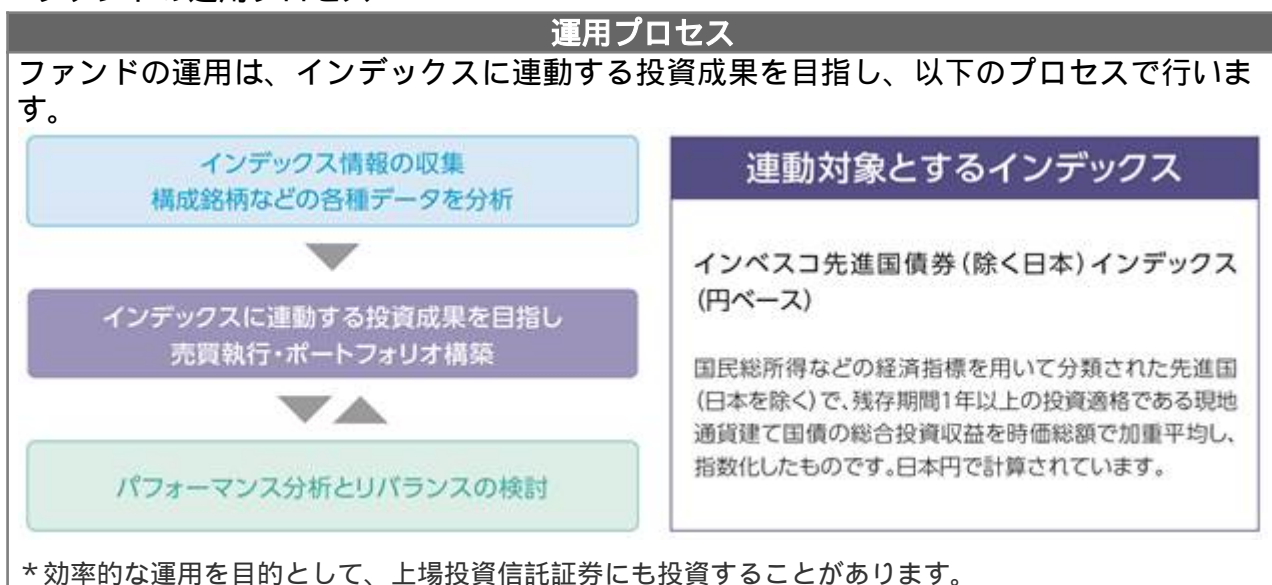 運用プロセス
ファンドの運用は、インデックスに連動する投資成果を目指し、以下のプロセスで行いま
す。
インデックス情報の収集
構成銘柄などの各種データを分析
インデックスに連動する投資成果を目指し
売買執行・ポートフォリオ構築
パフォーマンス分析とリバランスの検討
連動対象とするインデックス
インベスコ先進国債券(除く日本)インデックス
(円ベース)
国民総所得などの経済指標を用いて分類された先進国
(日本を除く)で、残存期間1年以上の投資適格である現地
通貨建て国債の総合投資収益を時価総額で加重平均し、
指数化したものです。日本円で計算されています。
*効率的な運用を目的として、上場投資信託証券にも投資することがあります。